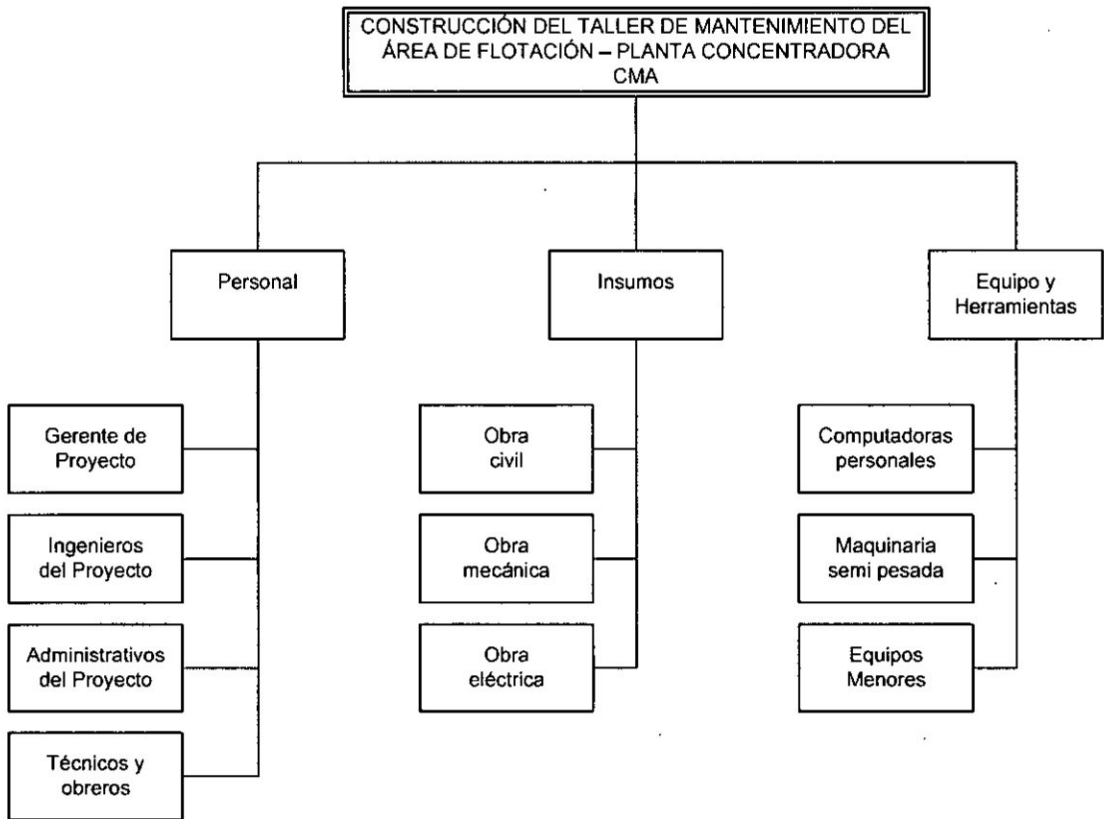 CONSTRUCCIÓN DEL TALLER DE MANTENIMIENTO DEL
ÁREA DE FLOTACIÓN – PLANTA CONCENTRADORA
CMA
Personal
Insumos
Equipo y
Herramientas
Gerente de
Proyecto
Ingenieros
del Proyecto
Administrativos
del Proyecto
Técnicos y
obreros
Obra
civil
Obra
mecánica
Obra
eléctrica
Computadoras
personales
Maquinaria
semi pesada
Equipos
Menores